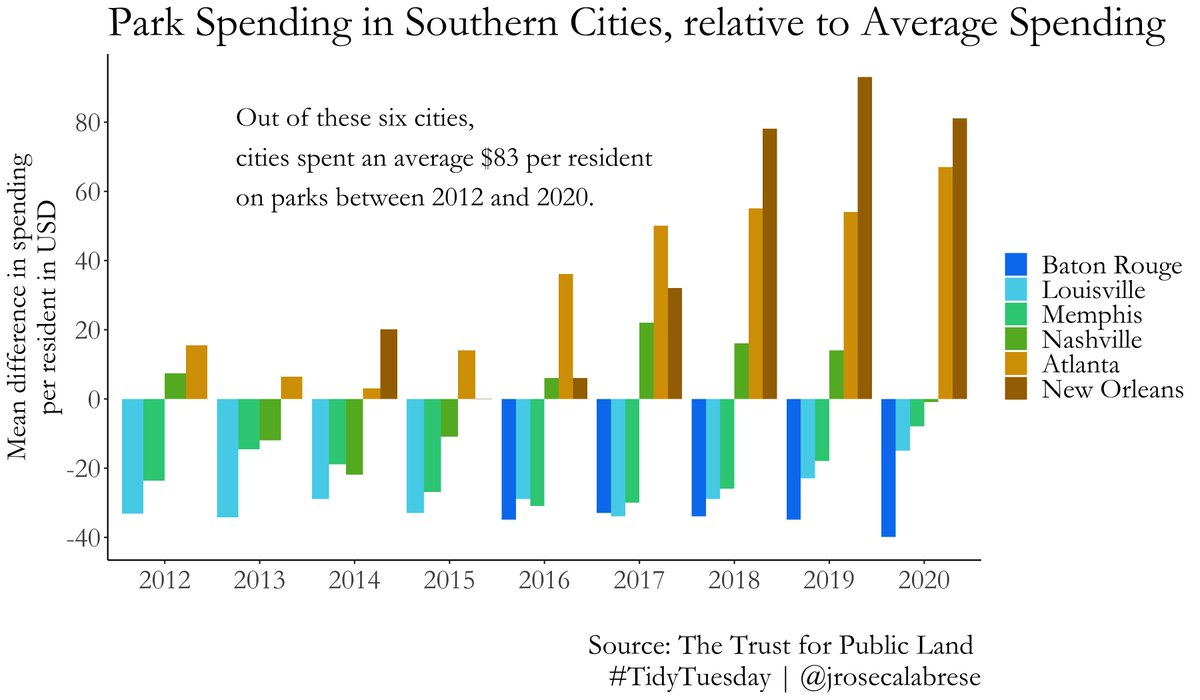 Park Spending in Southern Cities, relative to Average Spending
Out of these six cities,
cities spent an average $83 per resident
on parks between 2012 and 2020.
Mean difference in spending
per resident in USD
80
60
40
20
0
-20
-40
2012 2013 2014 2015 2016 2017 2018 2019 2020
Baton Rouge
Louisville
Memphis
Nashville
Atlanta
New Orleans
Source: The Trust for Public Land
#TidyTuesday | @jrosecalabrese